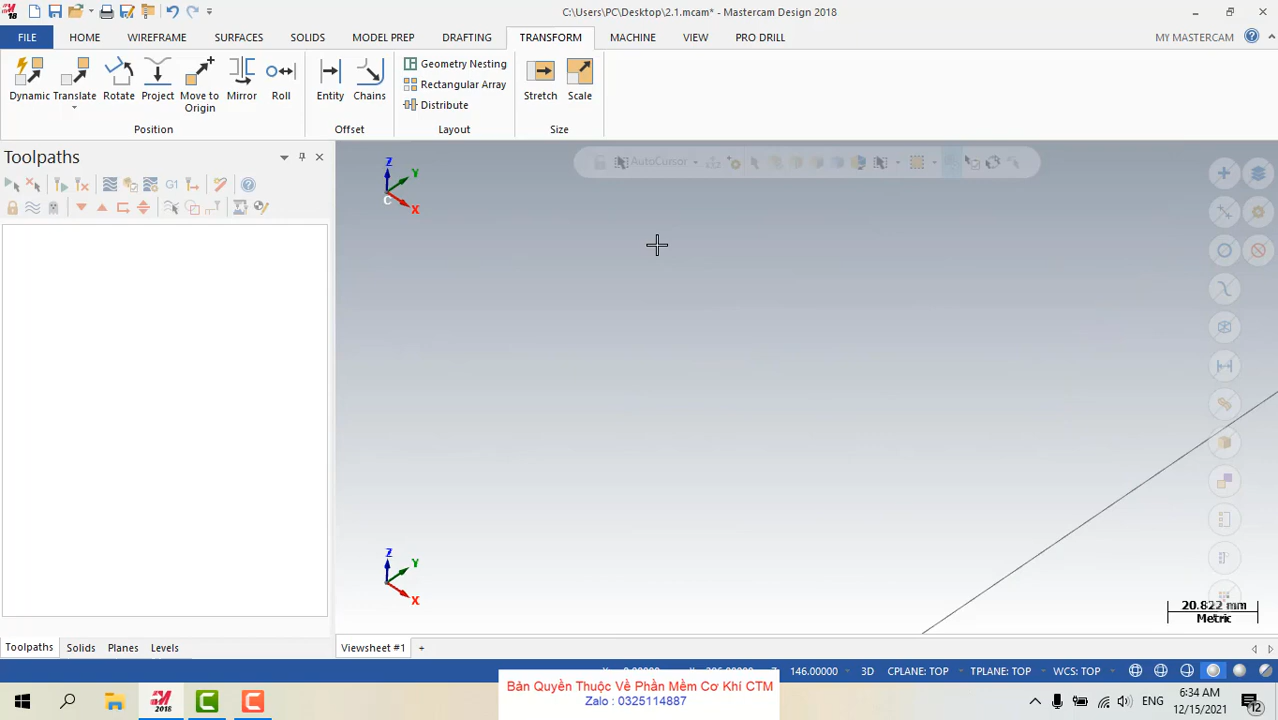 18
C:\Users\PC\Desktop\2.1.mcam* - Mastercam Design 2018
FILE HOME WIREFRAME SURFACES SOLIDS MODEL PREP DRAFTING TRANSFORM MACHINE VIEW PRO DRILL MY MASTERCAM
Dynamic Translate Rotate Project Move to Origin Mirror Roll
Position
Entity Chains
Offset
Geometry Nesting
Rectangular Array
Distribute
Layout
Stretch Scale
Size
Toolpaths
G1
AutoCursor
Z
Y
X
C
Z
Y
X
20.822 mm
Metric
Toolpaths Solids Planes Levels
Viewsheet #1 +
146.00000 3D CPLANE: TOP TPLANE: TOP WCS: TOP
Bản Quyền Thuộc Về Phần Mềm Cơ Khí CTM
Zalo : 0325114887
ENG
6:34 AM
12/15/2021
12